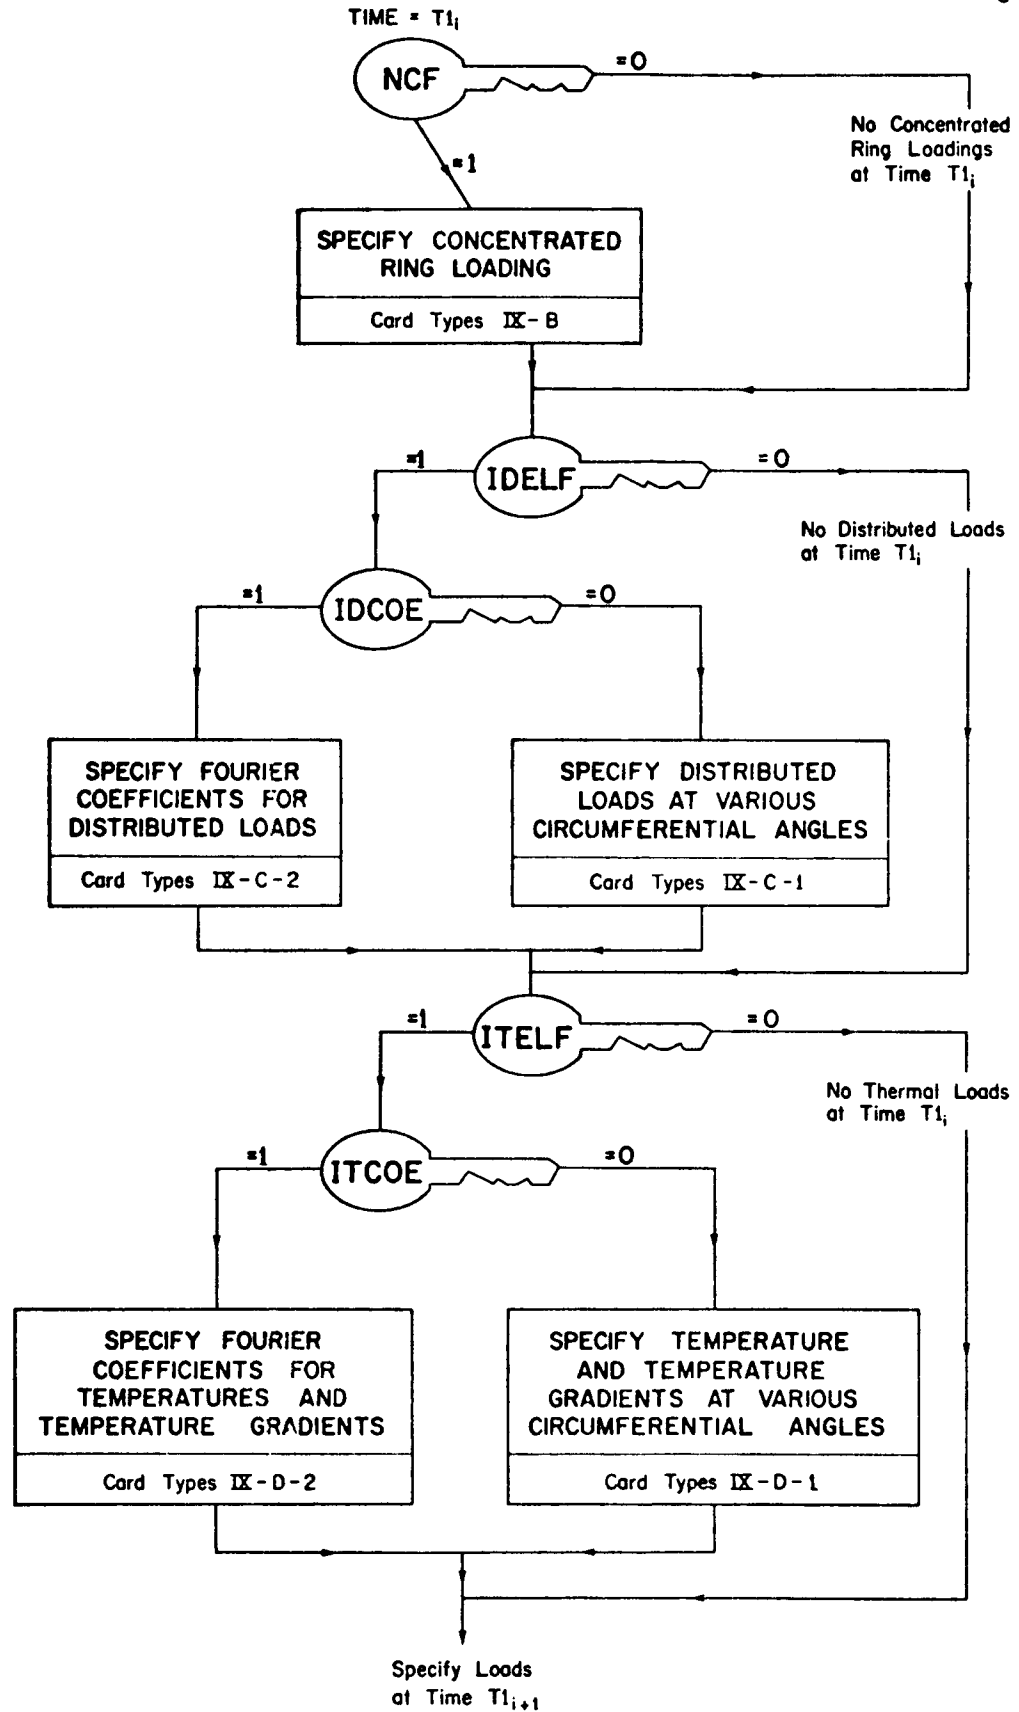 TIME = T1i
NCF
=0
No Concentrated
Ring Loadings
at Time T1i
=1
SPECIFY CONCENTRATED
RING LOADING
Card Types IX-B
=1
IDELF
=0
No Distributed Loads
at Time T1i
=1
IDCOE
=0
SPECIFY FOURIER
COEFFICIENTS FOR
DISTRIBUTED LOADS
Card Types IX-C-2
SPECIFY DISTRIBUTED
LOADS AT VARIOUS
CIRCUMFERENTIAL ANGLES
Card Types IX-C-1
=1
ITELF
=0
No Thermal Loads
at Time T1i
=1
ITCOE
=0
SPECIFY FOURIER
COEFFICIENTS FOR
TEMPERATURES AND
TEMPERATURE GRADIENTS
Card Types IX-D-2
SPECIFY TEMPERATURE
AND TEMPERATURE
GRADIENTS AT VARIOUS
CIRCUMFERENTIAL ANGLES
Card Types IX-D-1
Specify Loads
at Time T1i+1